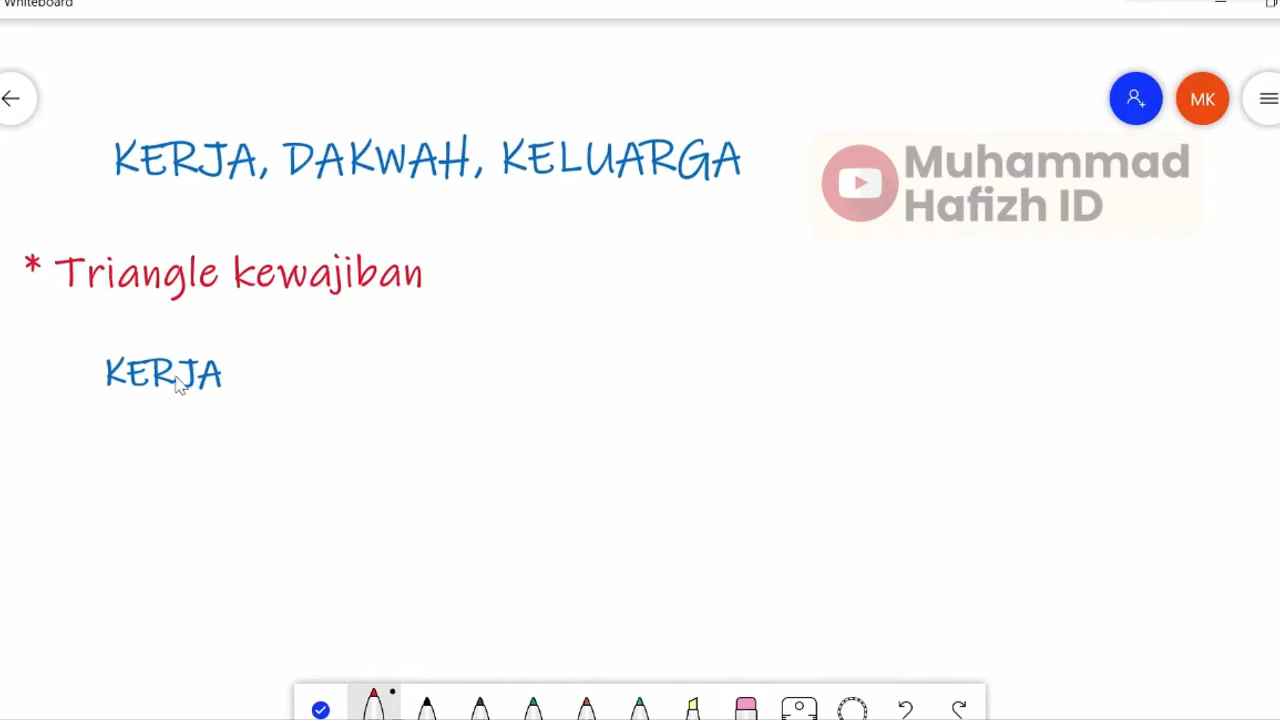 Whiteboard
MK
KERJA, DAKWAH, KELUARGA
Muhammad
Hafizh ID
* Triangle kewajiban
KERJA